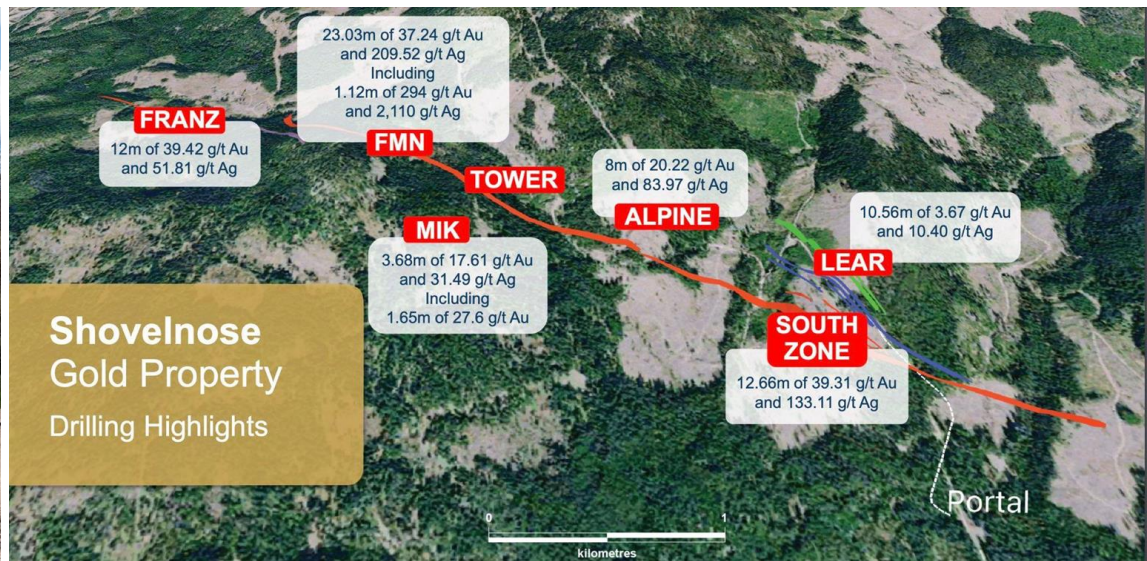 23.03m of 37.24 g/t Au
and 209.52 g/t Ag
Including
1.12m of 294 g/t Au
and 2,110 g/t Ag
FRANZ
12m of 39.42 g/t Au
and 51.81 g/t Ag
FMN
TOWER
8m of 20.22 g/t Au
and 83.97 g/t Ag
ALPINE
MIK
3.68m of 17.61 g/t Au
and 31.49 g/t Ag
Including
1.65m of 27.6 g/t Au
10.56m of 3.67 g/t Au
and 10.40 g/t Ag
LEAR
SOUTH
ZONE
12.66m of 39.31 g/t Au
and 133.11 g/t Ag
Shovelnose
Gold Property
Drilling Highlights
Portal
0 1
kilometres